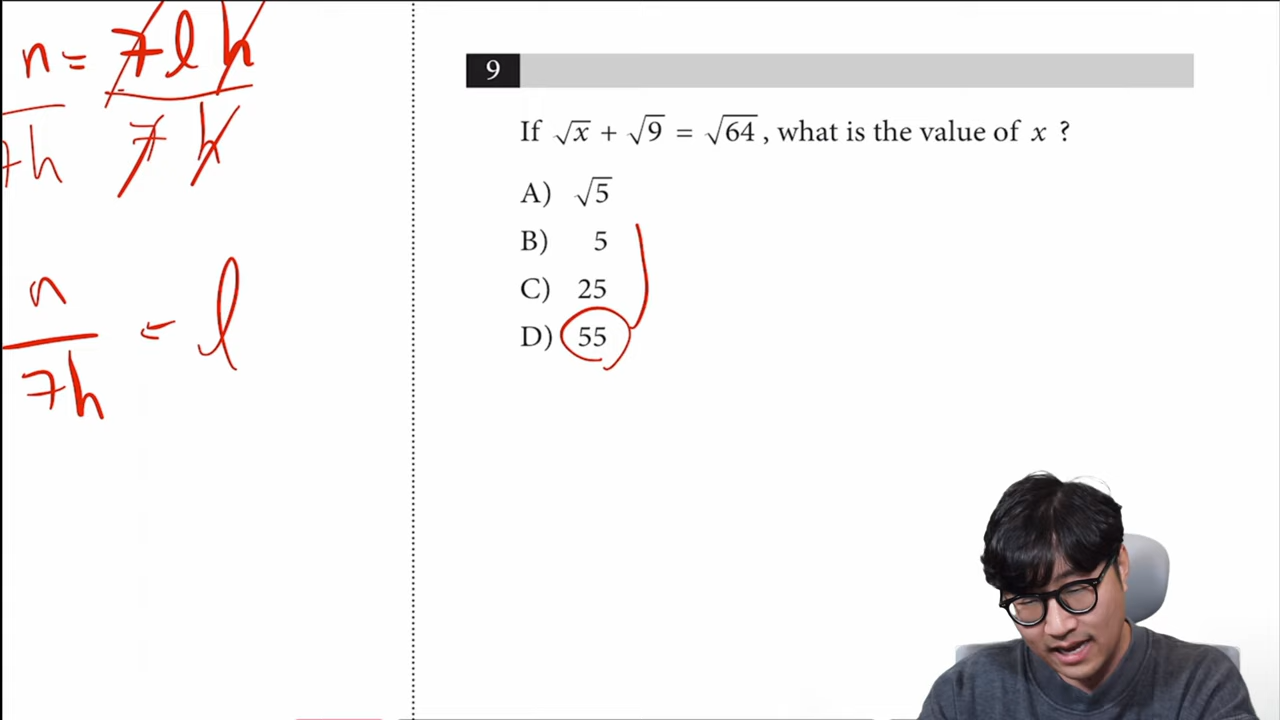 n = 7lh
7h 7h
n/7h = l
9
If √x + √9 = √64, what is the value of x ?
A) √5
B) 5
C) 25
D) 55